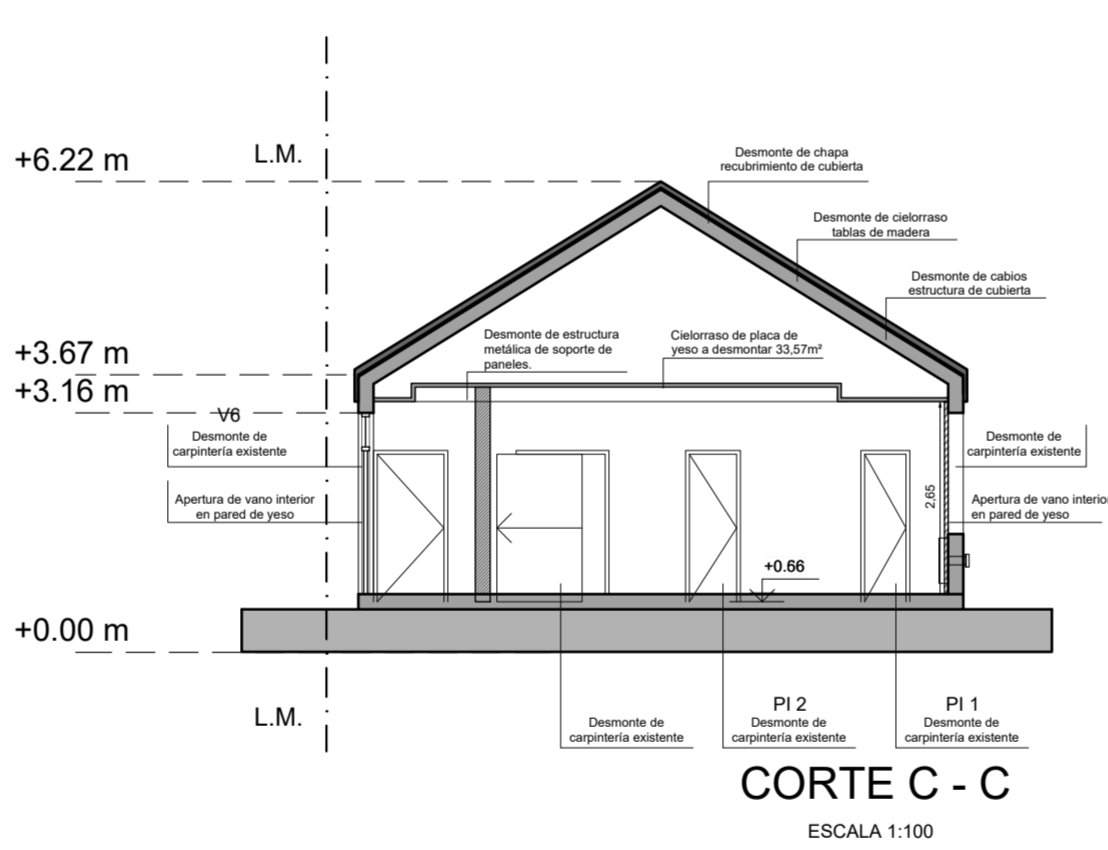 L.M.
+6.22 m
Desmonte de chapa
recubrimiento de cubierta
Desmonte de cielorraso
tablas de madera
Desmonte de cabios
estructura de cubierta
Desmonte de estructura
metálica de soporte de
paneles.
Cielorraso de placa de
yeso a desmontar 33,57m²
+3.67 m
+3.16 m
V6
Desmonte de
carpintería existente
Apertura de vano interior
en pared de yeso
Desmonte de
carpintería existente
Apertura de vano interior
en pared de yeso
2,65
+0.66
+0.00 m
L.M.
Desmonte de
carpintería existente
PI 2
Desmonte de
carpintería existente
PI 1
Desmonte de
carpintería existente
CORTE C - C
ESCALA 1:100